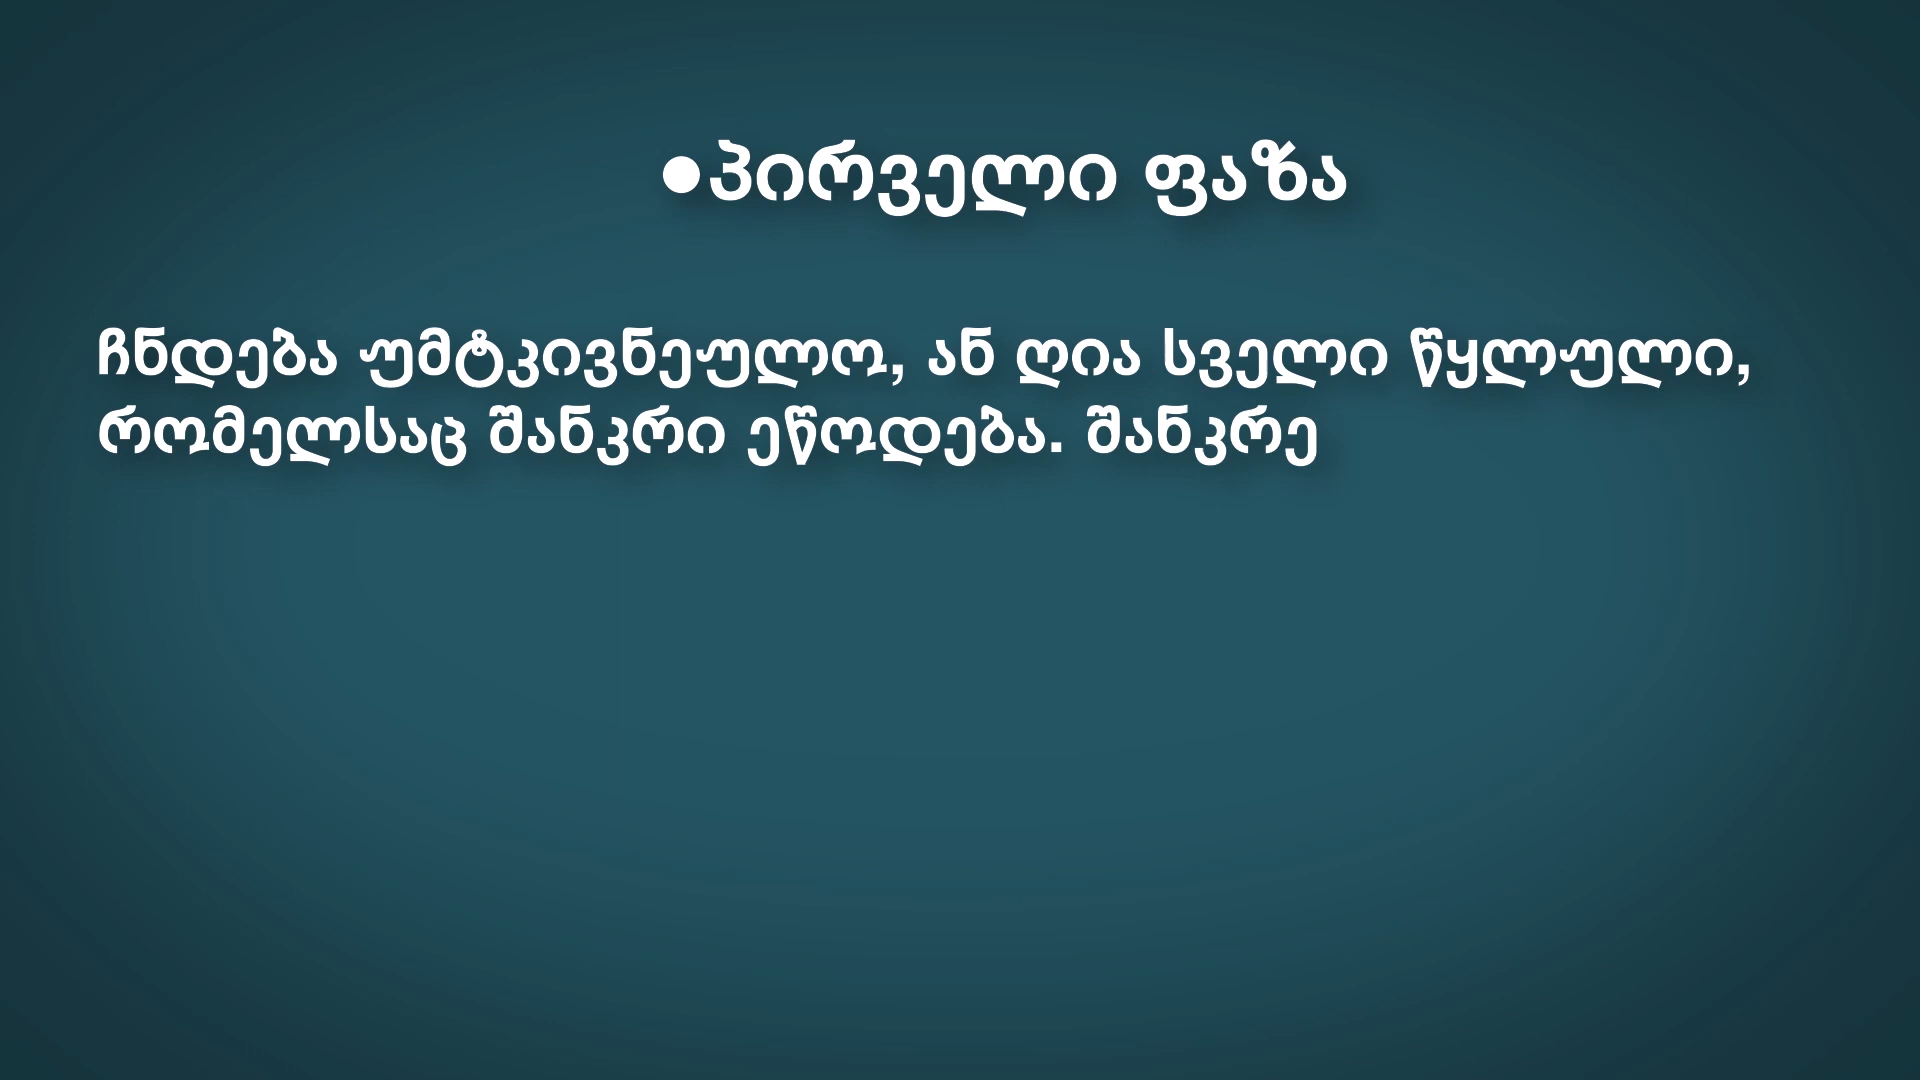 ●პირველი ფაზა
ჩნდება უმტკივნეულო, ან ღია სველი წყლული,
რომელსაც შანკრი ეწოდება. შანკრე